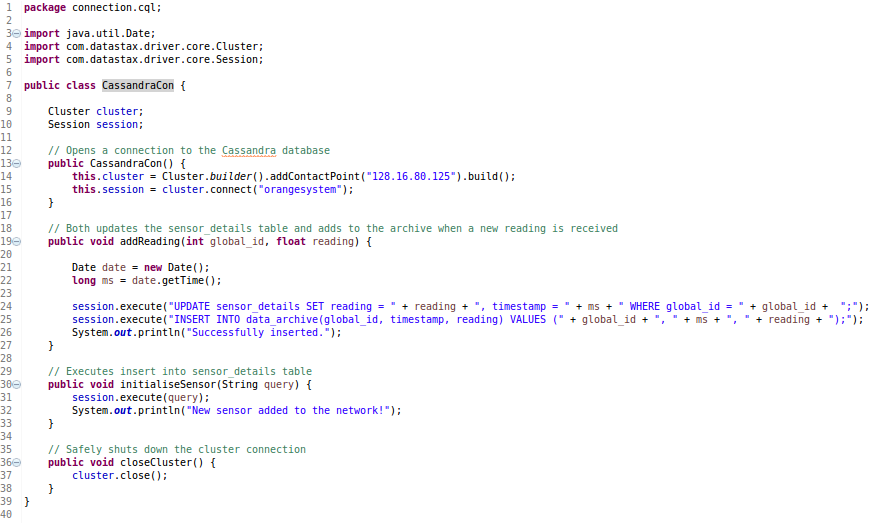 1 package connection.cql;
2
3 import java.util.Date;
4 import com.datastax.driver.core.Cluster;
5 import com.datastax.driver.core.Session;
6
7 public class CassandraCon {
8
9     Cluster cluster;
10     Session session;
11
12     // Opens a connection to the Cassandra database
13     public CassandraCon() {
14         this.cluster = Cluster.builder().addContactPoint("128.16.80.125").build();
15         this.session = cluster.connect("orangesystem");
16     }
17
18     // Both updates the sensor_details table and adds to the archive when a new reading is received
19     public void addReading(int global_id, float reading) {
20
21         Date date = new Date();
22         long ms = date.getTime();
23
24         session.execute("UPDATE sensor_details SET reading = " + reading + ", timestamp = " + ms + " WHERE global_id = " + global_id +  ";");
25         session.execute("INSERT INTO data_archive(global_id, timestamp, reading) VALUES (" + global_id + ", " + ms + ", " + reading + ");");
26         System.out.println("Successfully inserted.");
27     }
28
29     // Executes insert into sensor_details table
30     public void initialiseSensor(String query) {
31         session.execute(query);
32         System.out.println("New sensor added to the network!");
33     }
34
35     // Safely shuts down the cluster connection
36     public void closeCluster() {
37         cluster.close();
38     }
39 }
40